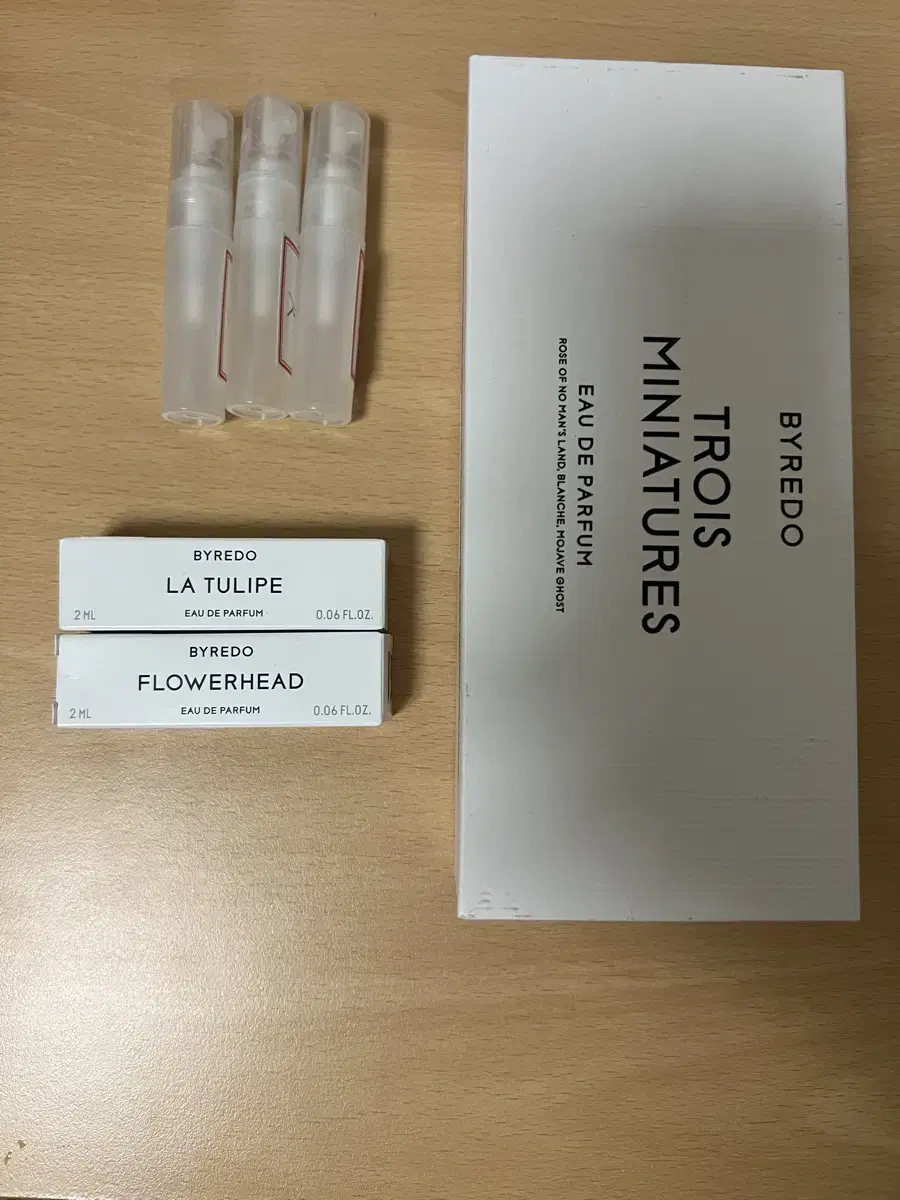 BYREDO
LA TULIPE
2 ML
EAU DE PARFUM
0.06 FL.OZ.
BYREDO
FLOWERHEAD
2 ML
EAU DE PARFUM
0.06 FL.OZ.
BYREDO
TROIS
MINIATURES
EAU DE PARFUM
ROSE OF NO MAN'S LAND, BLANCHE, MOJAVE GHOST